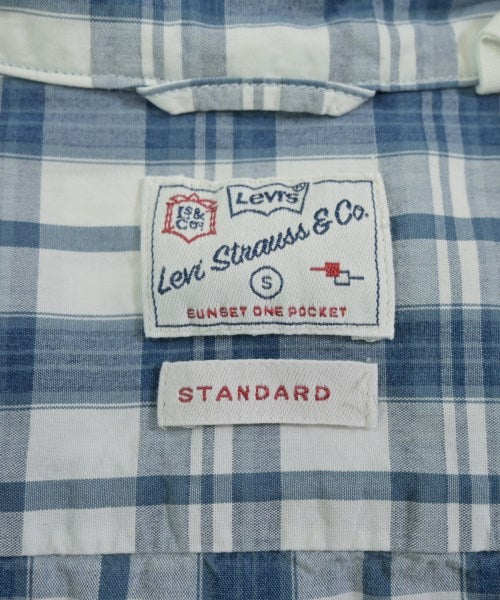 LS&
Co.
Levi's
Levi Strauss & Co.
S
SUNSET ONE POCKET
STANDARD